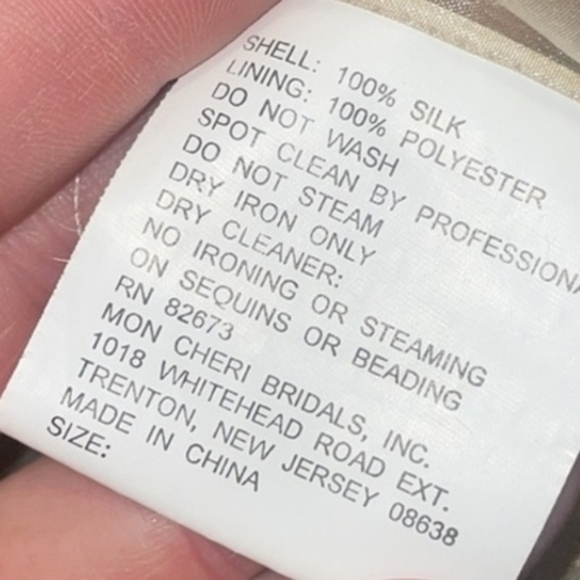 SHELL: 100% SILK
LINING: 100% POLYESTER
DO NOT WASH
SPOT CLEAN BY PROFESSIONA
DO NOT STEAM
DRY IRON ONLY
DRY CLEANER:
NO IRONING OR STEAMING
ON SEQUINS OR BEADING
RN 82673
MON CHERI BRIDALS, INC.
1018 WHITEHEAD ROAD EXT.
TRENTON, NEW JERSEY 08638
MADE IN CHINA
SIZE: